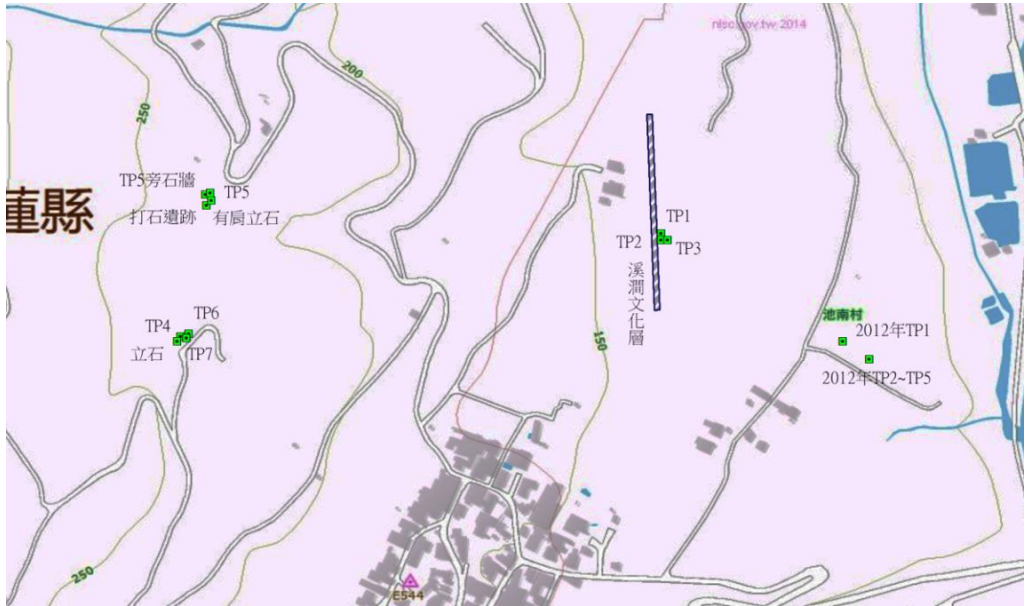 nlsc.gov.tw 2014
200
250
TP5旁石牆
TP5
蓮縣
打石遺跡
有肩立石
TP1
TP2
TP3
溪澗文化層
TP6
TP4
立石
TP7
池南村
2012年TP1
150
2012年TP2~TP5
250
E544